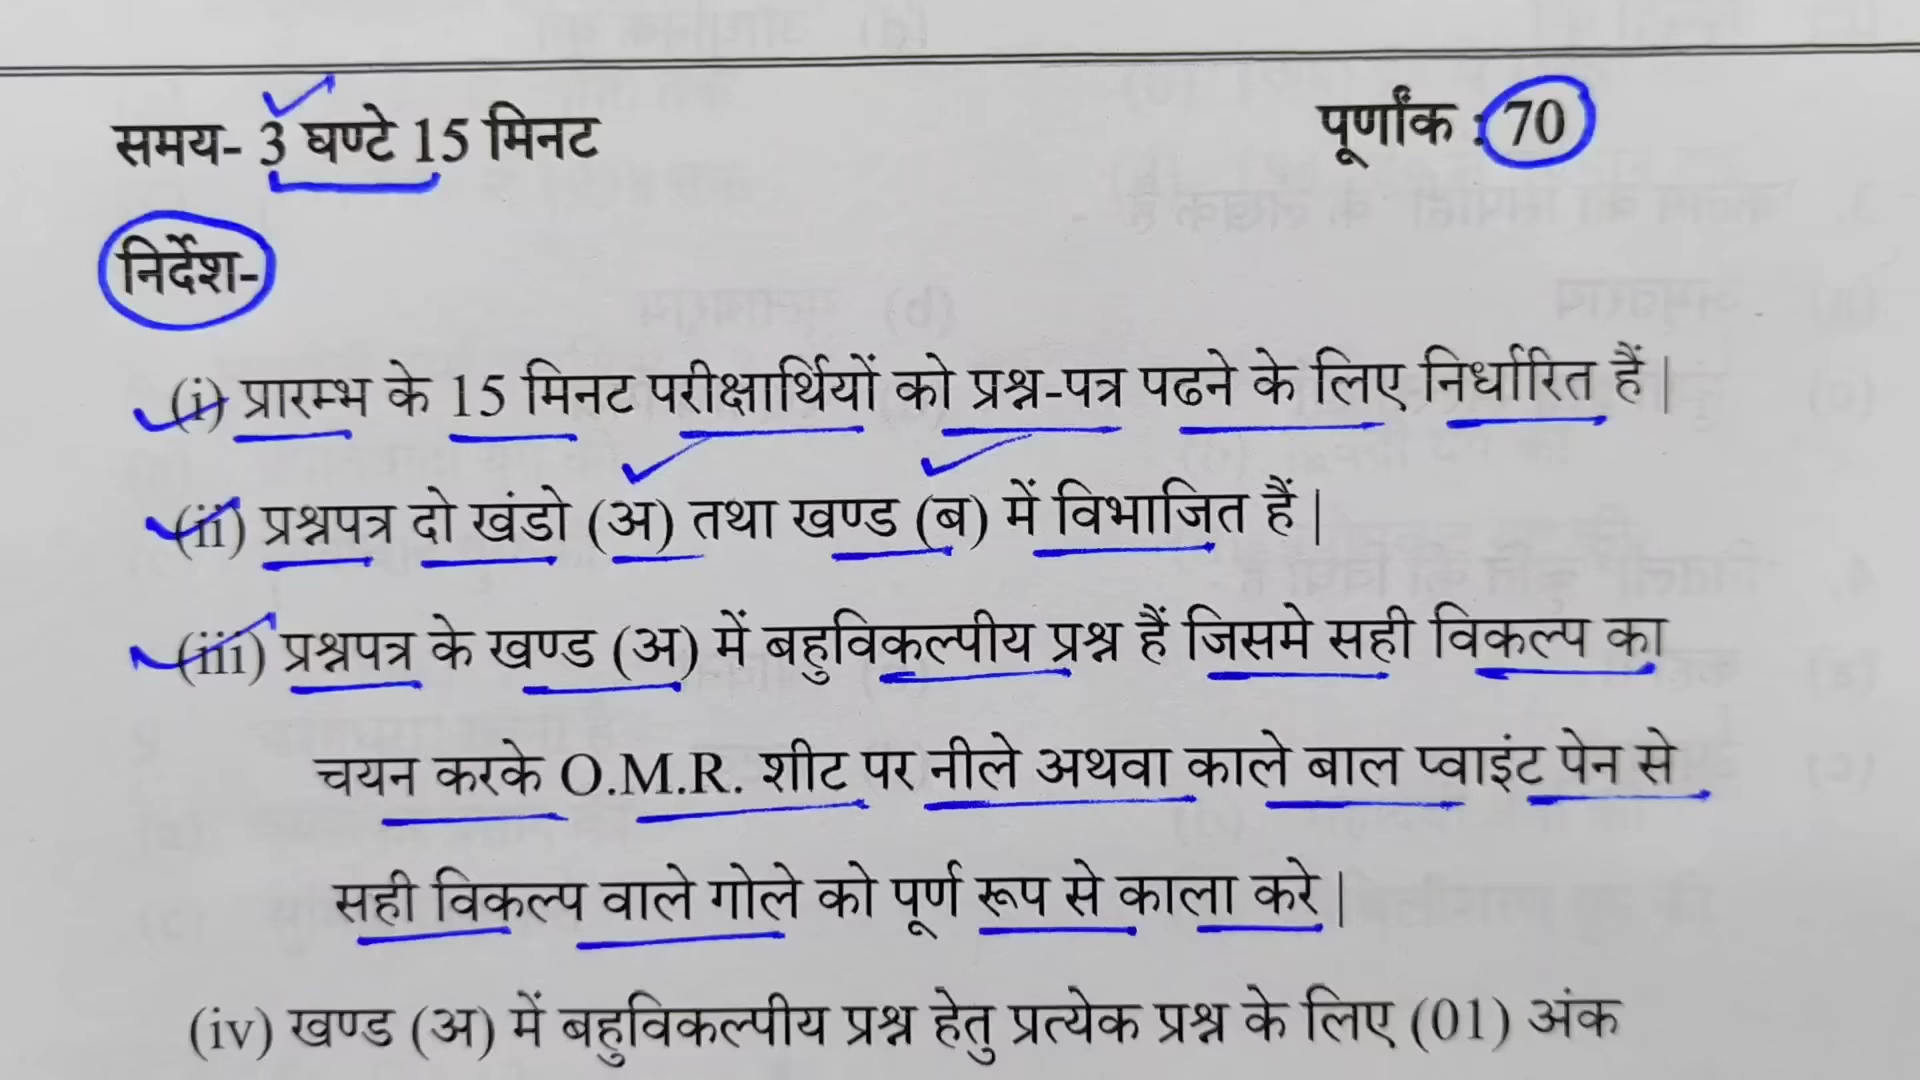 समय- 3 घण्टे 15 मिनट पूर्णांक : 70
निर्देश-
(i) प्रारम्भ के 15 मिनट परीक्षार्थियों को प्रश्न-पत्र पढने के लिए निर्धारित हैं |
(ii) प्रश्नपत्र दो खंडो (अ) तथा खण्ड (ब) में विभाजित हैं |
(iii) प्रश्नपत्र के खण्ड (अ) में बहुविकल्पीय प्रश्न हैं जिसमे सही विकल्प का
चयन करके O.M.R. शीट पर नीले अथवा काले बाल प्वाइंट पेन से
सही विकल्प वाले गोले को पूर्ण रूप से काला करे |
(iv) खण्ड (अ) में बहुविकल्पीय प्रश्न हेतु प्रत्येक प्रश्न के लिए (01) अंक